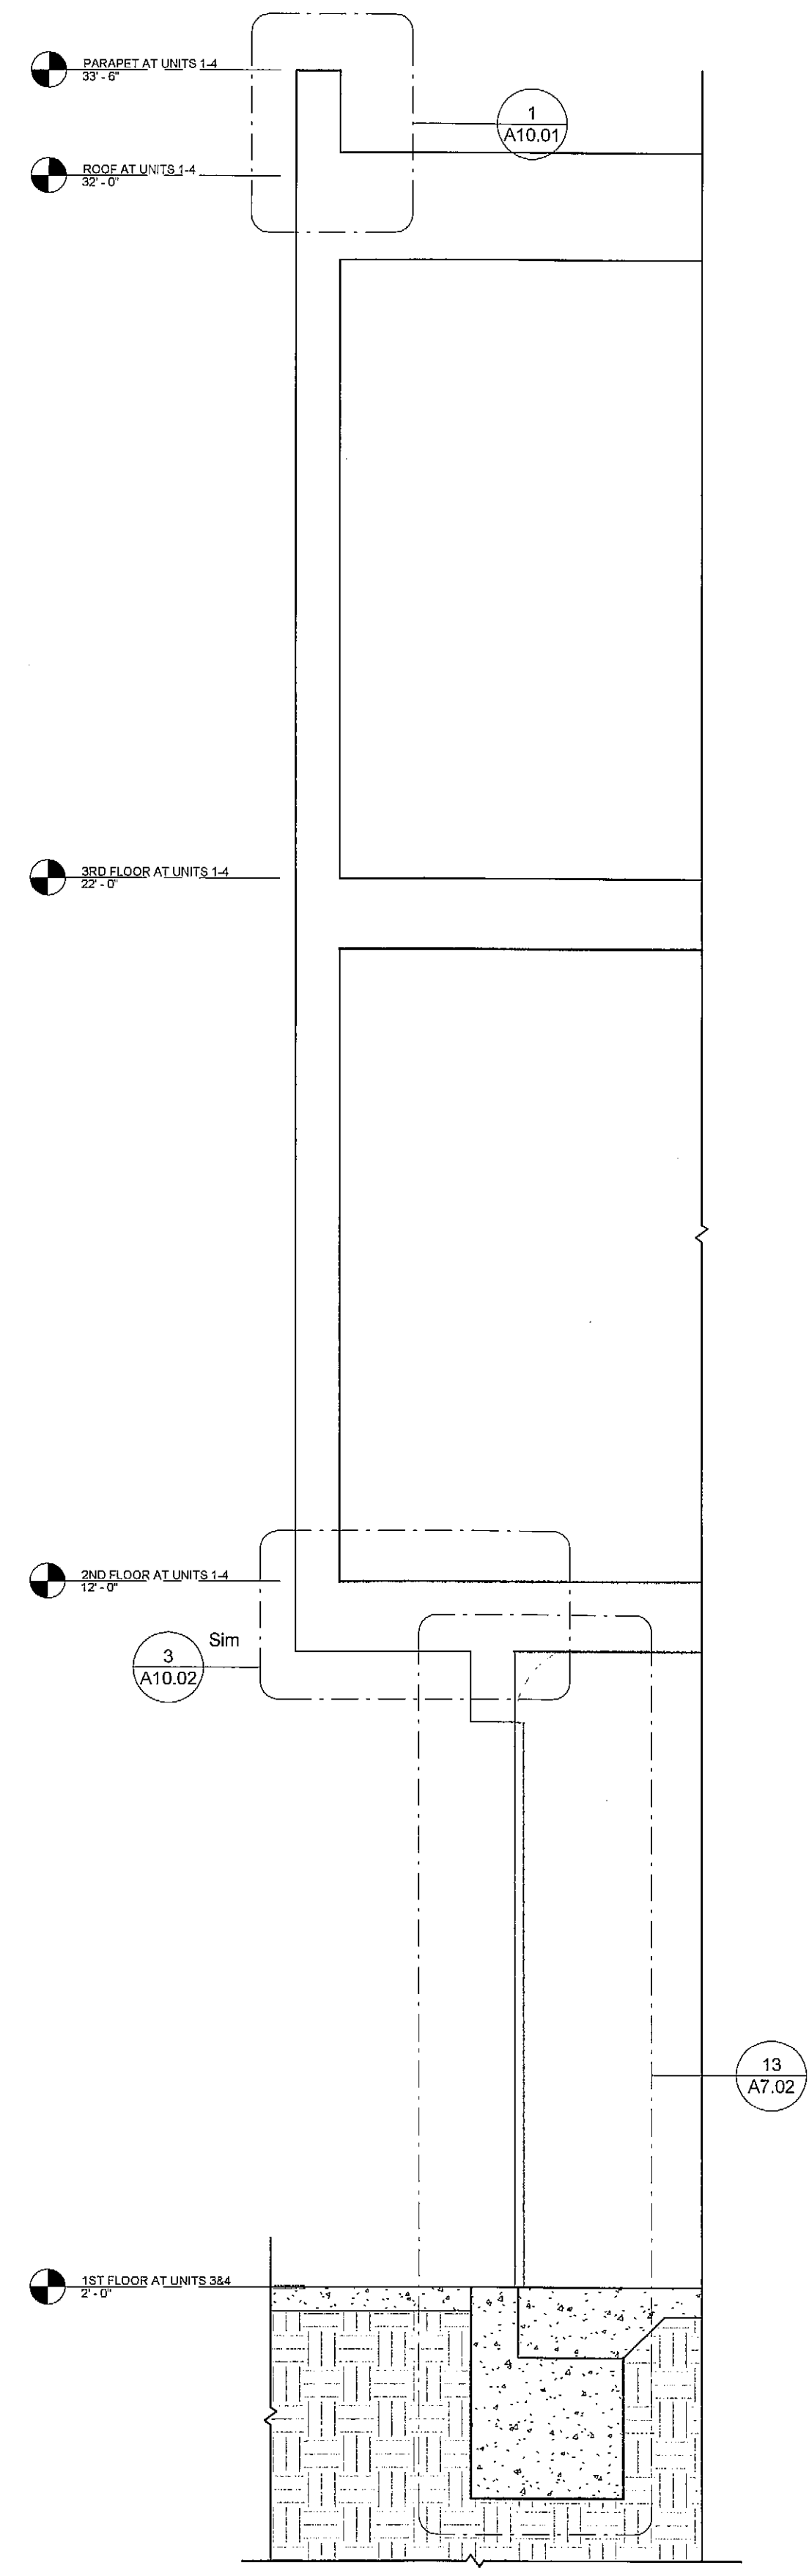 PARAPET AT UNITS 1-4
33' - 6"
1
A10.01
ROOF AT UNITS 1-4
32' - 0"
3RD FLOOR AT UNITS 1-4
22' - 0"
2ND FLOOR AT UNITS 1-4
12' - 0"
Sim
3
A10.02
13
A7.02
1ST FLOOR AT UNITS 3&4
2' - 0"